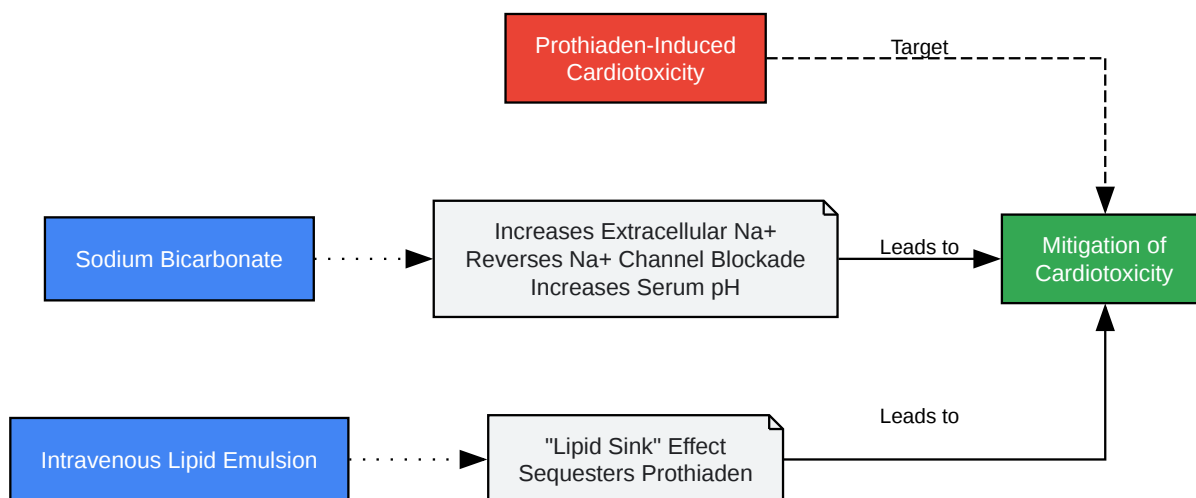 Prothiaden-Induced
Cardiotoxicity
Target
Sodium Bicarbonate
Increases Extracellular Na+
Reverses Na+ Channel Blockade
Increases Serum pH
Leads to
Mitigation of
Cardiotoxicity
Intravenous Lipid Emulsion
"Lipid Sink" Effect
Sequesters Prothiaden
Leads to